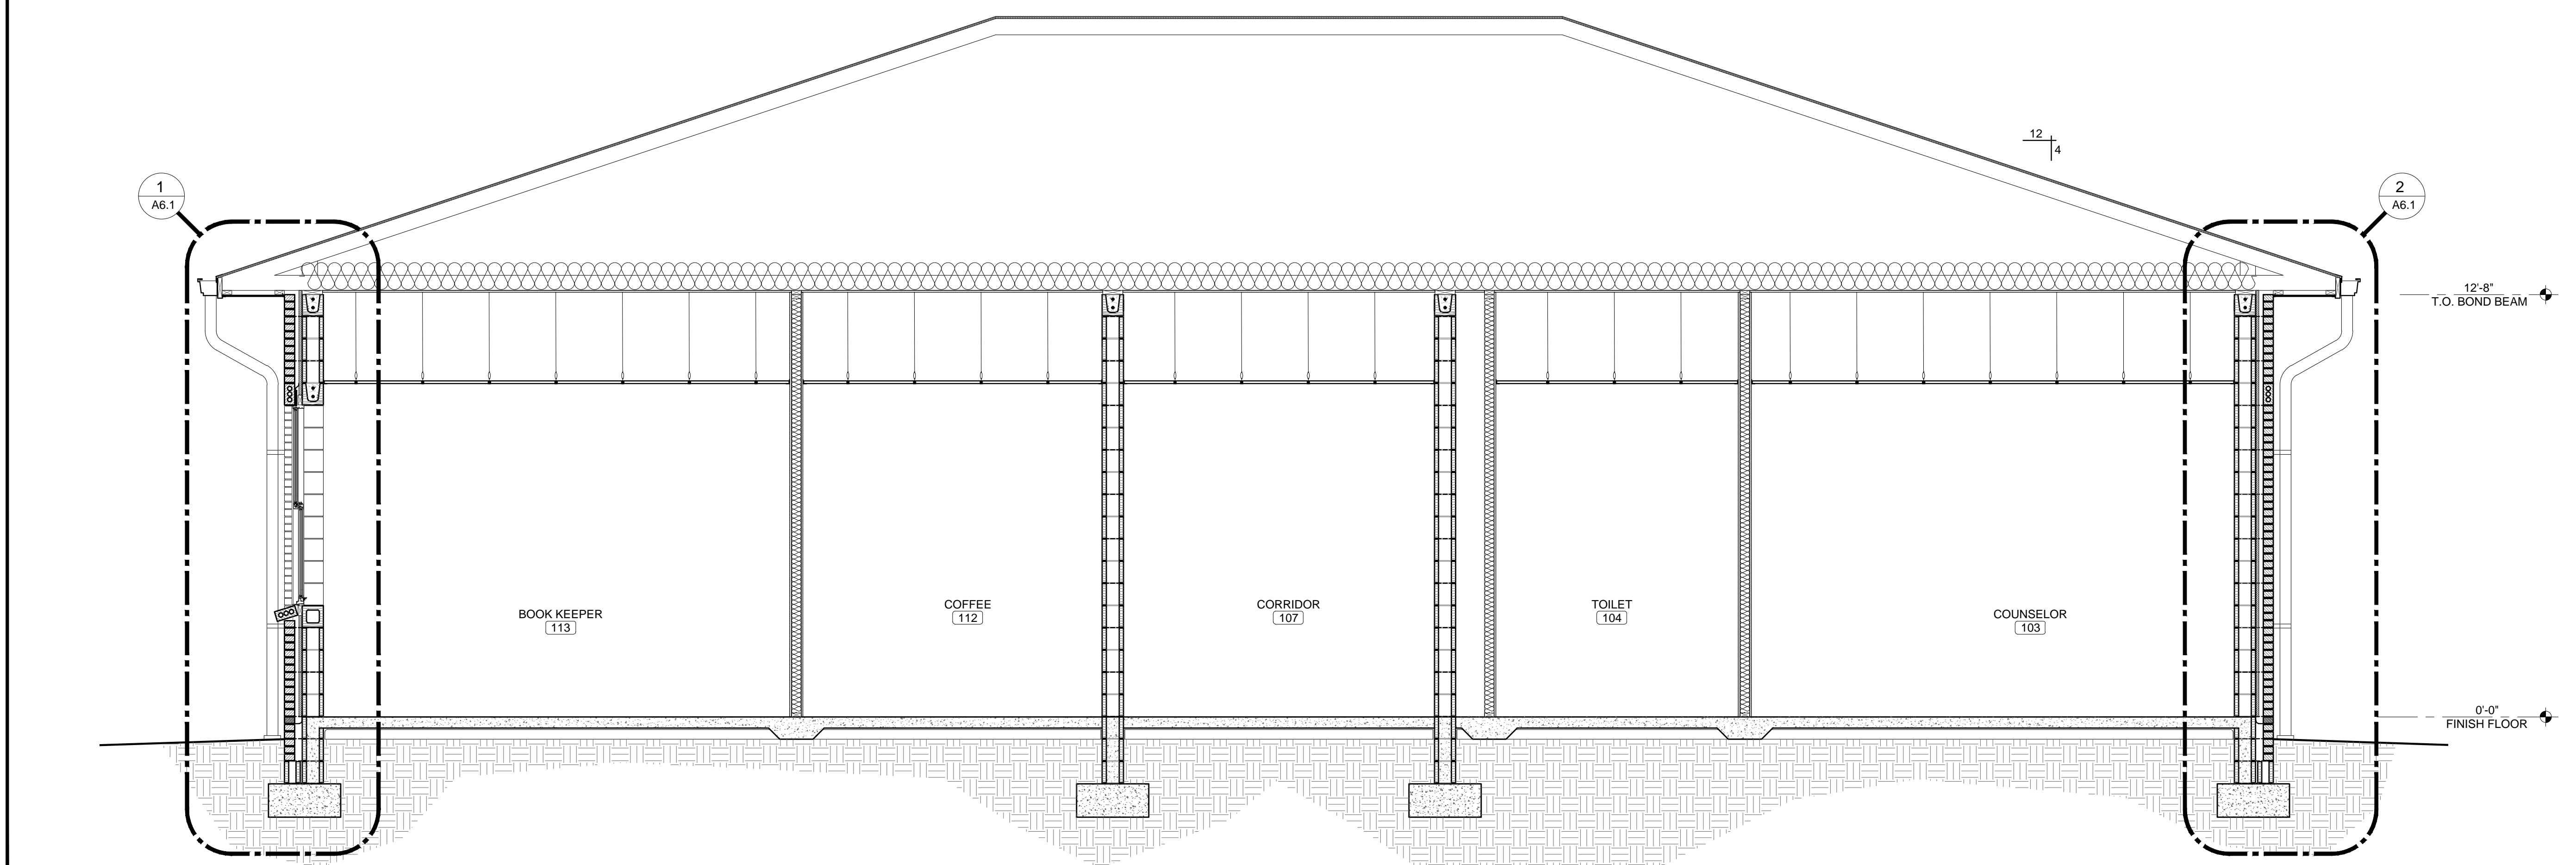 12
4
1
A6.1
2
A6.1
12'-8"
T.O. BOND BEAM
BOOK KEEPER
113
COFFEE
112
CORRIDOR
107
TOILET
104
COUNSELOR
103
0'-0"
FINISH FLOOR